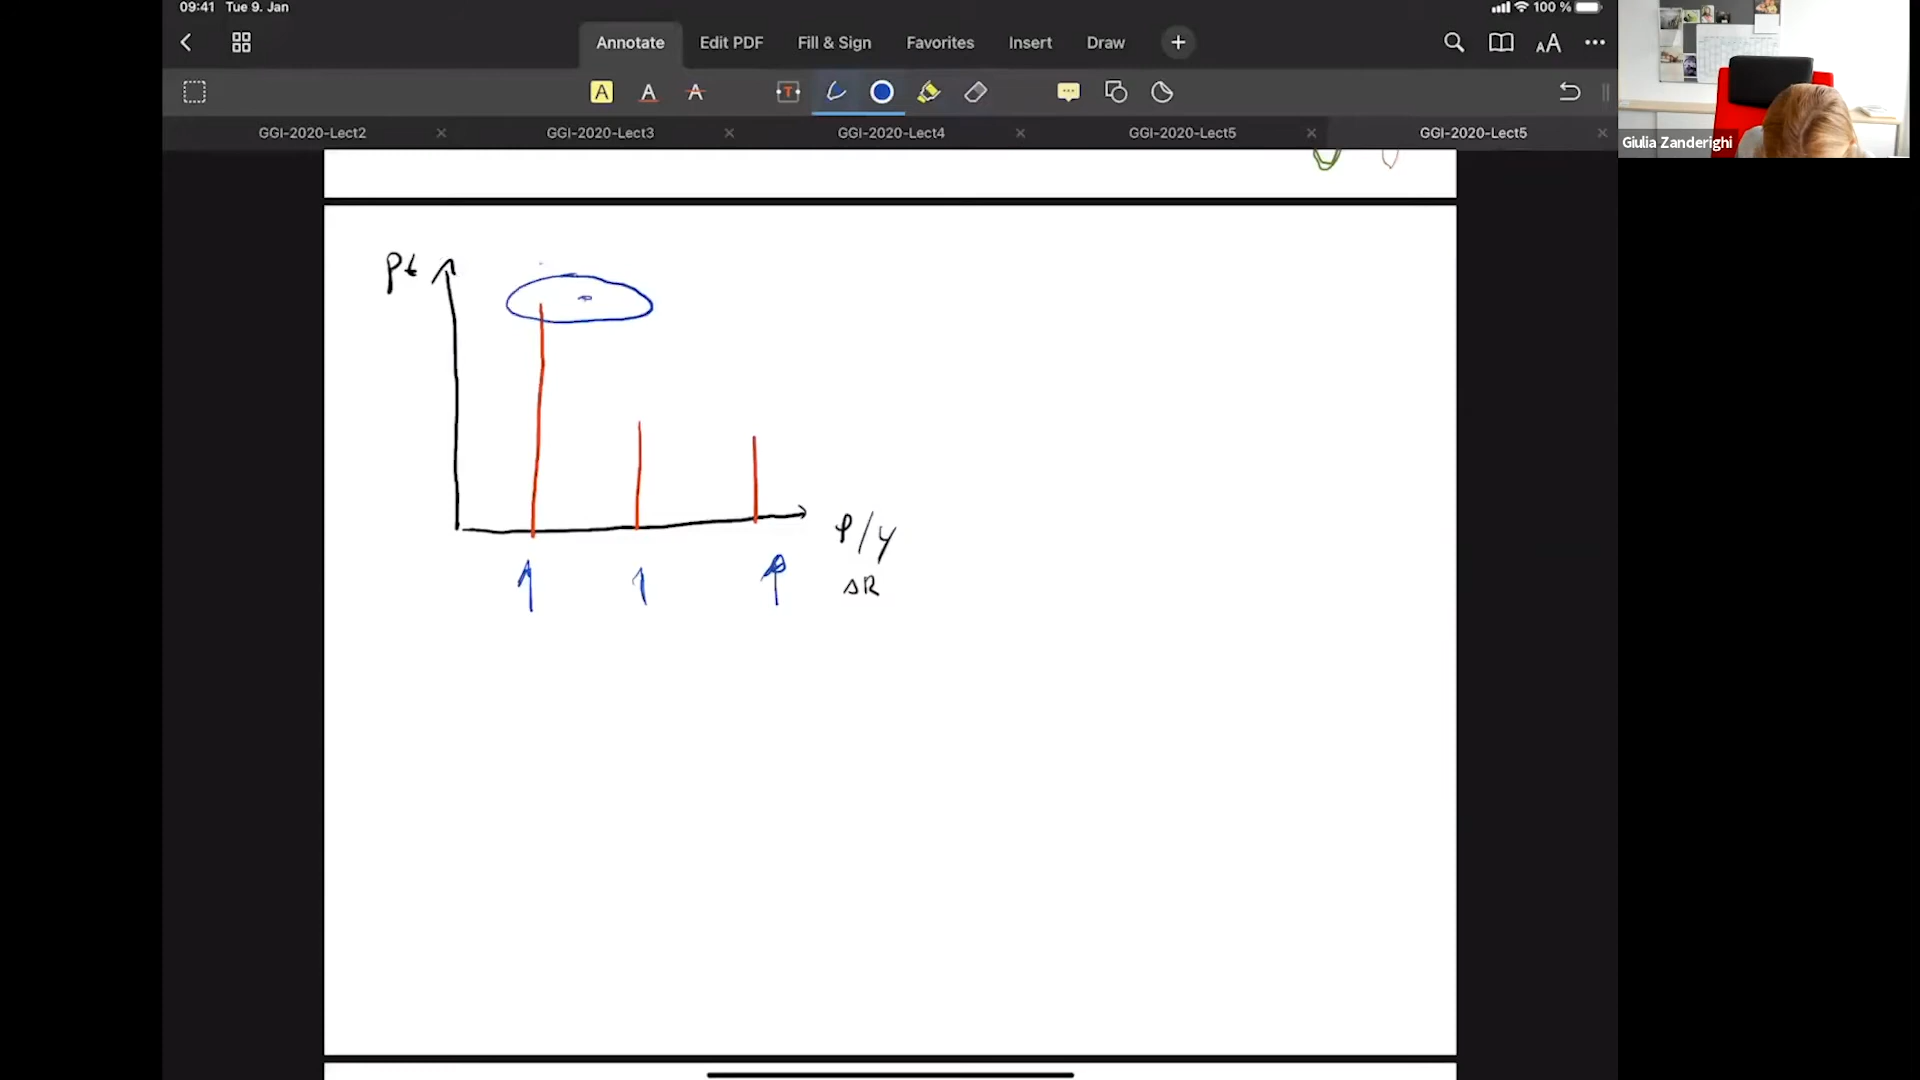 09:41 Tue 9. Jan 100 %
Annotate Edit PDF Fill & Sign Favorites Insert Draw
AA
A A A T
GGI-2020-Lect2 GGI-2020-Lect3 GGI-2020-Lect4 GGI-2020-Lect5 GGI-2020-Lect5
Giulia Zanderighi
Pt
φ/y
ΔR